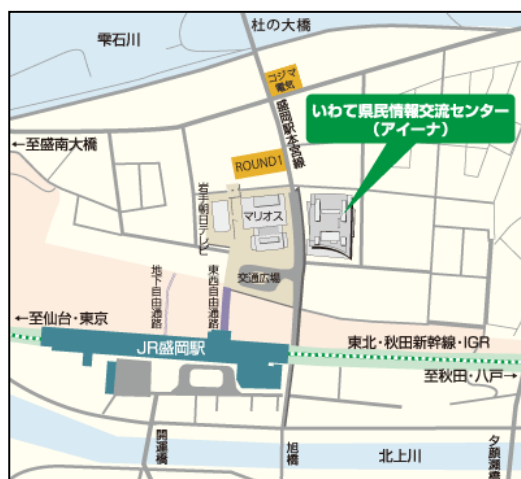 杜の大橋
雫石川
コジマ
電気
いわて県民情報交流センター
（アイーナ）
盛岡駅本宮線
←至盛南大橋
ROUND1
岩手朝日テレビ
マリオス
交通広場
地下自由通路
東西自由通路
←至仙台・東京
JR盛岡駅
東北・秋田新幹線・IGR
至秋田・八戸→
開運橋
旭橋
北上川
夕顔瀬橋